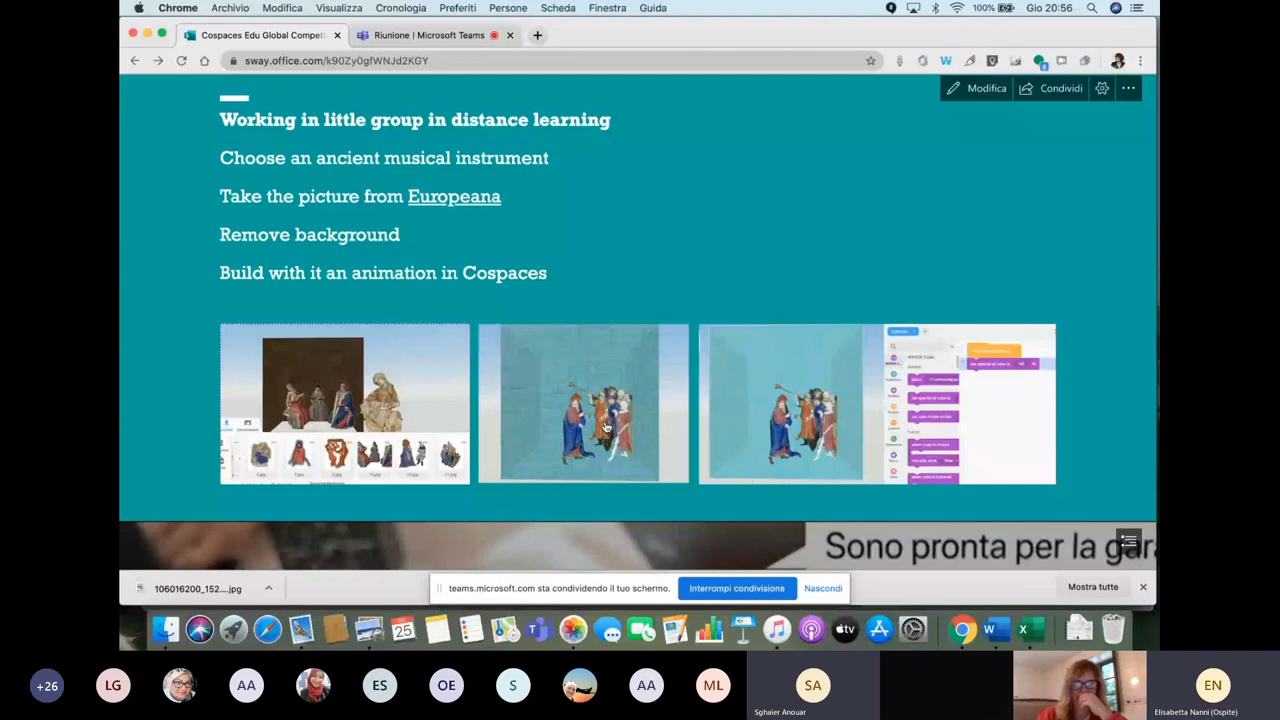 Chrome Archivio Modifica Visualizza Cronologia Preferiti Persone Scheda Finestra Guida 100% Gio 20:56
Cospaces Edu Global Competi Riunione | Microsoft Teams
sway.office.com/k90Zy0gfWNJd2KGY
Modifica Condividi
Working in little group in distance learning
Choose an ancient musical instrument
Take the picture from Europeana
Remove background
Build with it an animation in Cospaces
Sono pronta per la gara
teams.microsoft.com sta condividendo il tuo schermo. Interrompi condivisione Nascondi
106016200_152....jpg Mostra tutte
+26 LG AA ES OE S AA ML SA EN
Sghaier Anouar Elisabetta Nanni (Ospite)